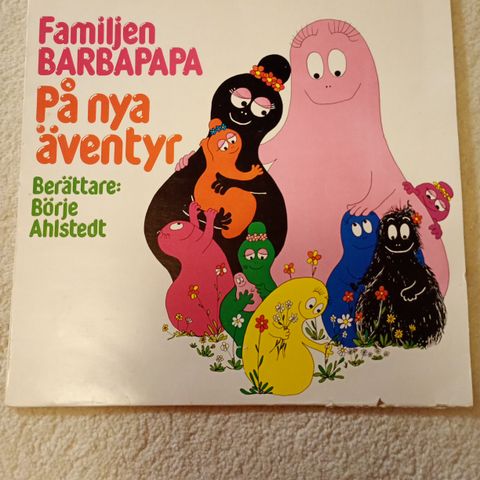 Familjen
BARBAPAPA
På nya
äventyr
Berättare:
Börje
Ahlstedt